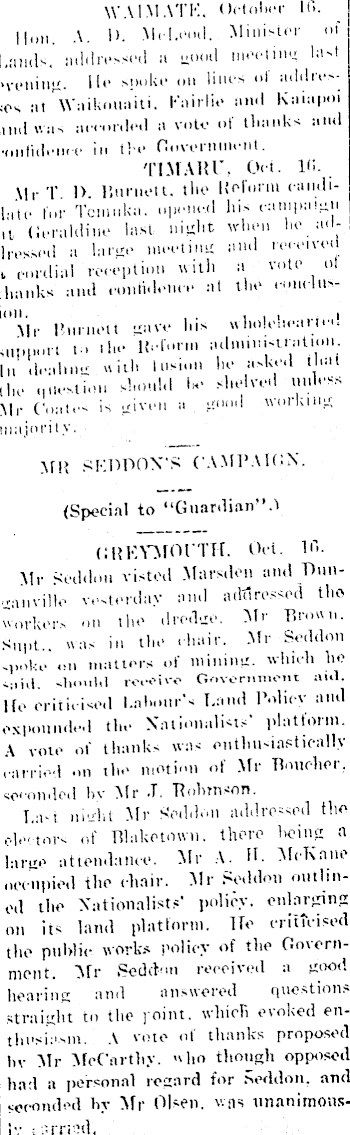 WAIMATE, October 16.
Hon. A. D. McLeod, Minister of
Lands, addressed a good meeting last
evening. He spoke on lines of addres-
ses at Waikouaiti, Fairlie and Kaiapoi
and was accorded a vote of thanks and
confidence in the Government.
TIMARU, Oct. 16.
Mr T. D. Burnett, the Reform candi-
date for Temuka, opened his campaign
at Geraldine last night when he ad-
dressed a large meeting and received
a cordial reception with a vote of
thanks and confidence at the conclus-
ion.
Mr Burnett gave his wholehearted
support to the Reform administration.
In dealing with fusion he asked that
the question should be shelved unless
Mr Coates is given a good working
majority.
MR SEDDON'S CAMPAIGN.
(Special to "Guardian".)
GREYMOUTH, Oct. 16.
Mr Seddon visted Marsden and Dun-
ganville yesterday and addressed the
workers on the dredge. Mr Brown,
Supt., was in the chair. Mr Seddon
spoke on matters of mining, which he
said, should receive Government aid.
He criticised Labour's Land Policy and
expounded the Nationalists' platform.
A vote of thanks was enthusiastically
carried on the motion of Mr Boucher,
seconded by Mr J. Robinson.
Last night Mr Seddon addressed the
electors of Blaketown, there being a
large attendance. Mr A. H. McKane
occupied the chair. Mr Seddon outlin-
ed the Nationalists' policy, enlarging
on its land platform. He criticised
the public works policy of the Govern-
ment. Mr Seddon received a good
hearing and answered questions
straight to the point, which evoked en-
thusiasm. A vote of thanks proposed
by Mr McCarthy, who though opposed
had a personal regard for Seddon, and
seconded by Mr Olsen, was unanimous-
ly carried.